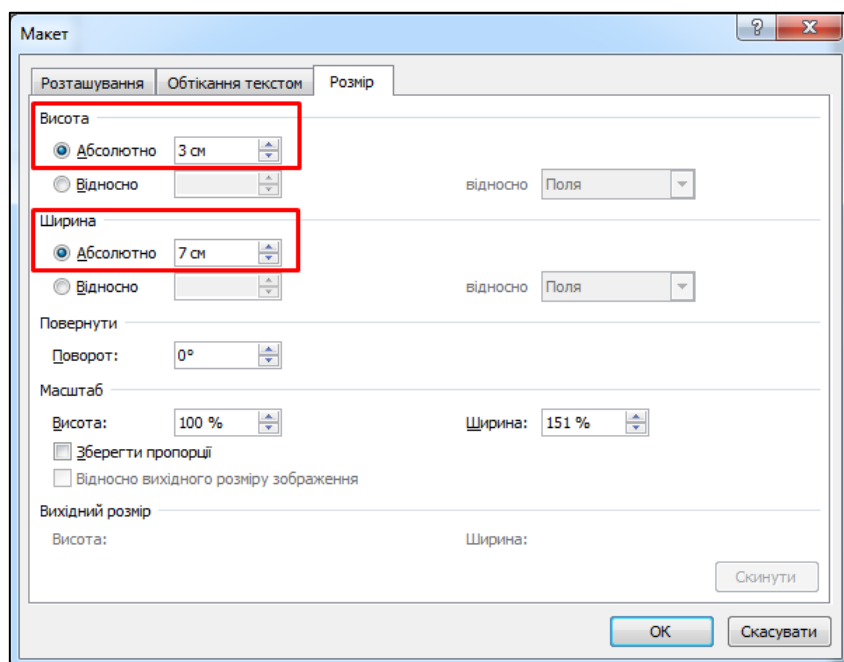 Макет
Розташування Обтікання текстом Розмір
Висота
Абсолютно 3 см
Відносно відносно Поля
Ширина
Абсолютно 7 см
Відносно відносно Поля
Повернути
Поворот: 0°
Масштаб
Висота: 100 % Ширина: 151 %
Зберегти пропорції
Відносно вихідного розміру зображення
Вихідний розмір
Висота: Ширина:
Скинути
ОК Скасувати